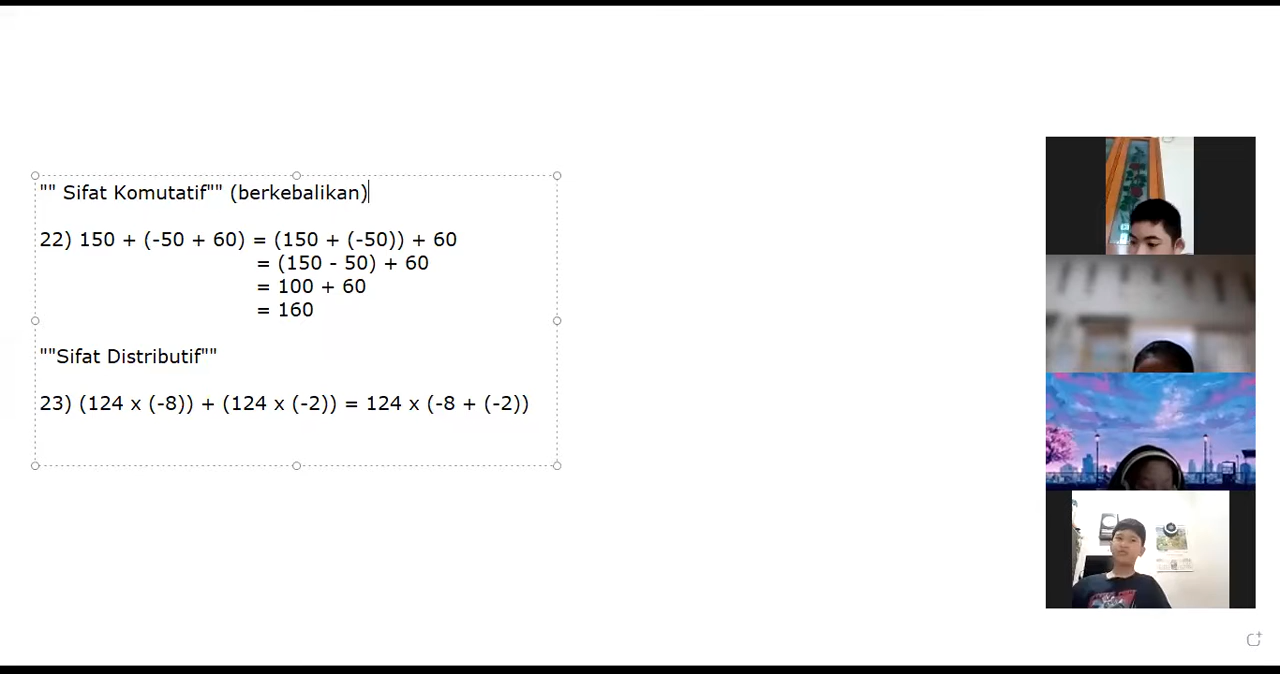 "" Sifat Komutatif"" (berkebalikan)
22) 150 + (-50 + 60) = (150 + (-50)) + 60
= (150 - 50) + 60
= 100 + 60
= 160
""Sifat Distributif""
23) (124 x (-8)) + (124 x (-2)) = 124 x (-8 + (-2))